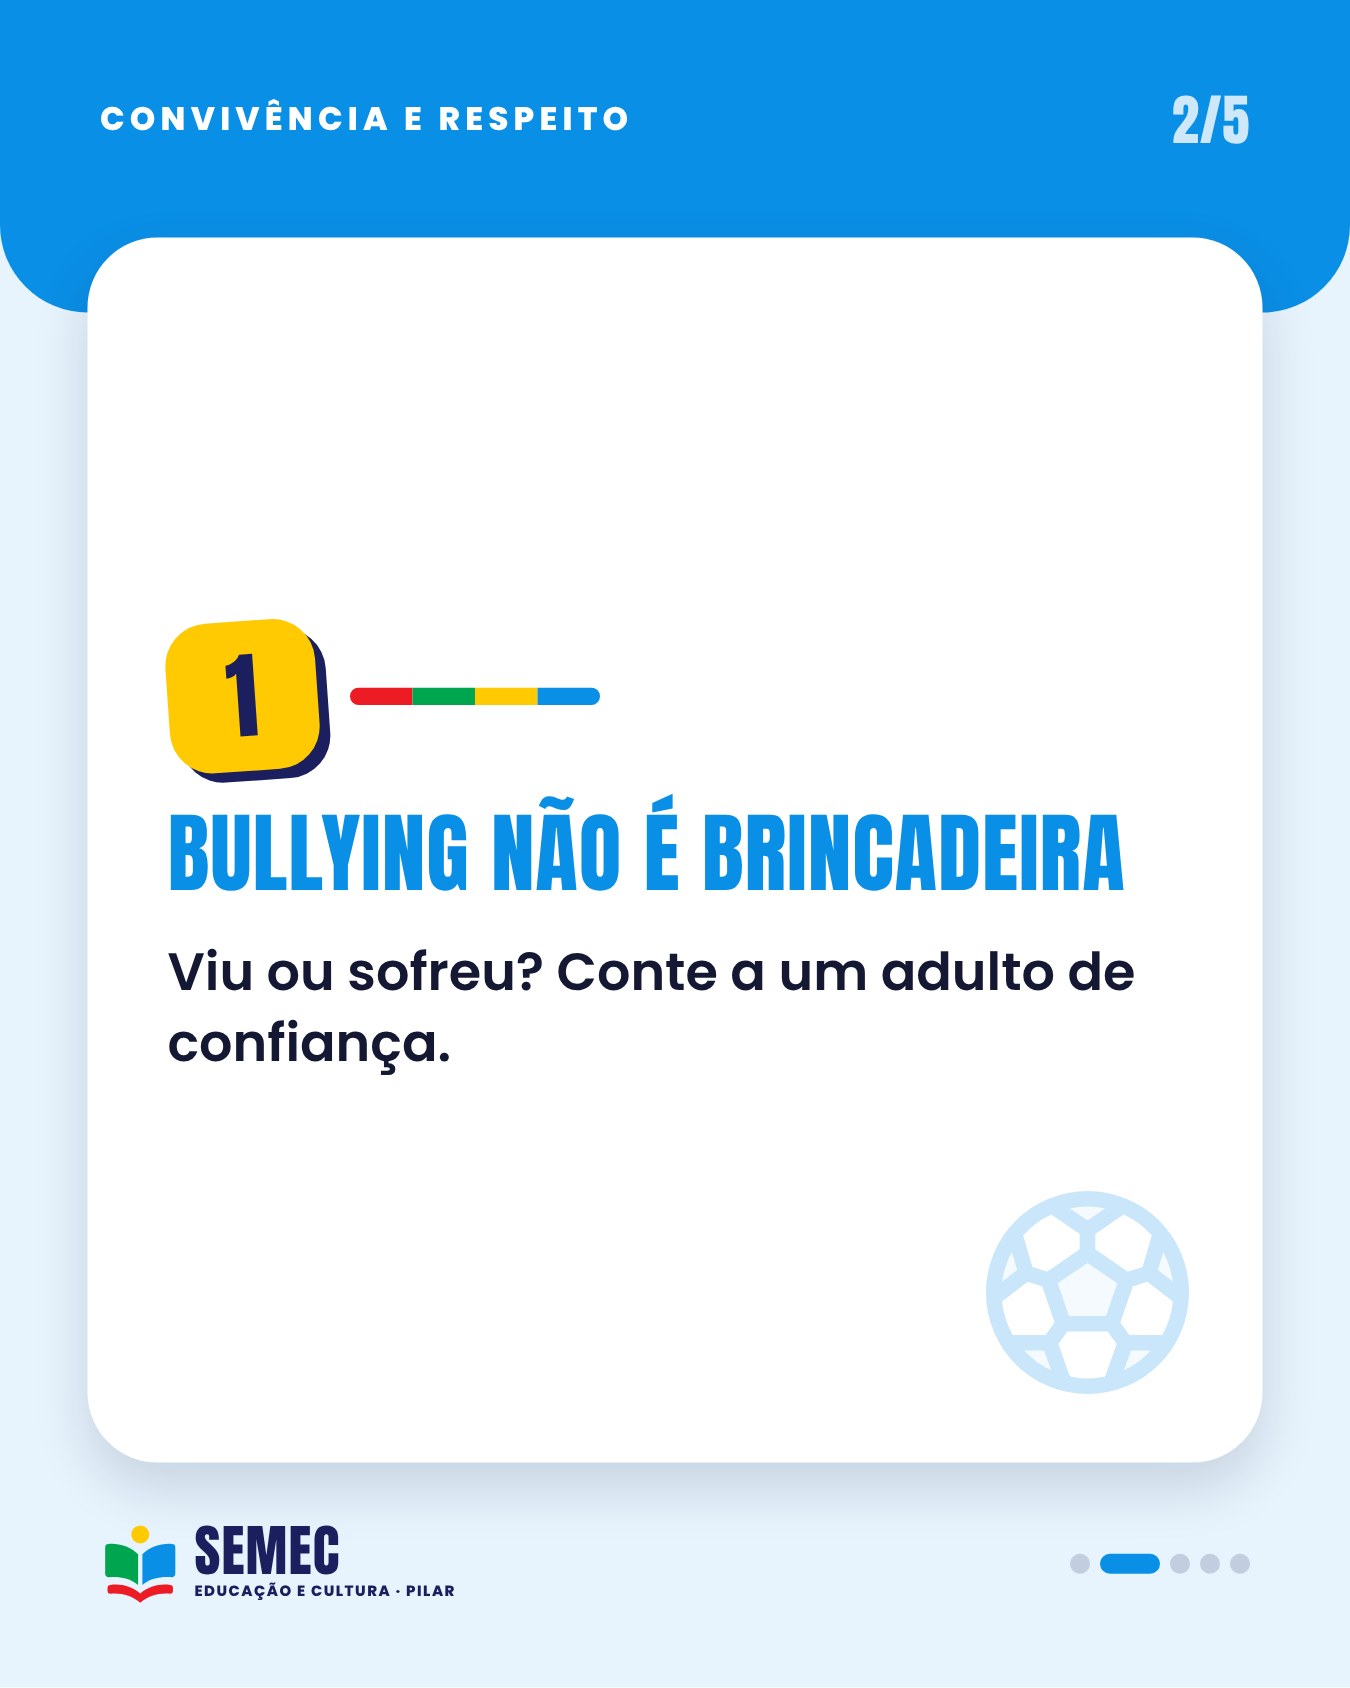 CONVIVÊNCIA E RESPEITO
2/5
1
BULLYING NÃO É BRINCADEIRA
Viu ou sofreu? Conte a um adulto de
confiança.
SEMEC
EDUCAÇÃO E CULTURA · PILAR